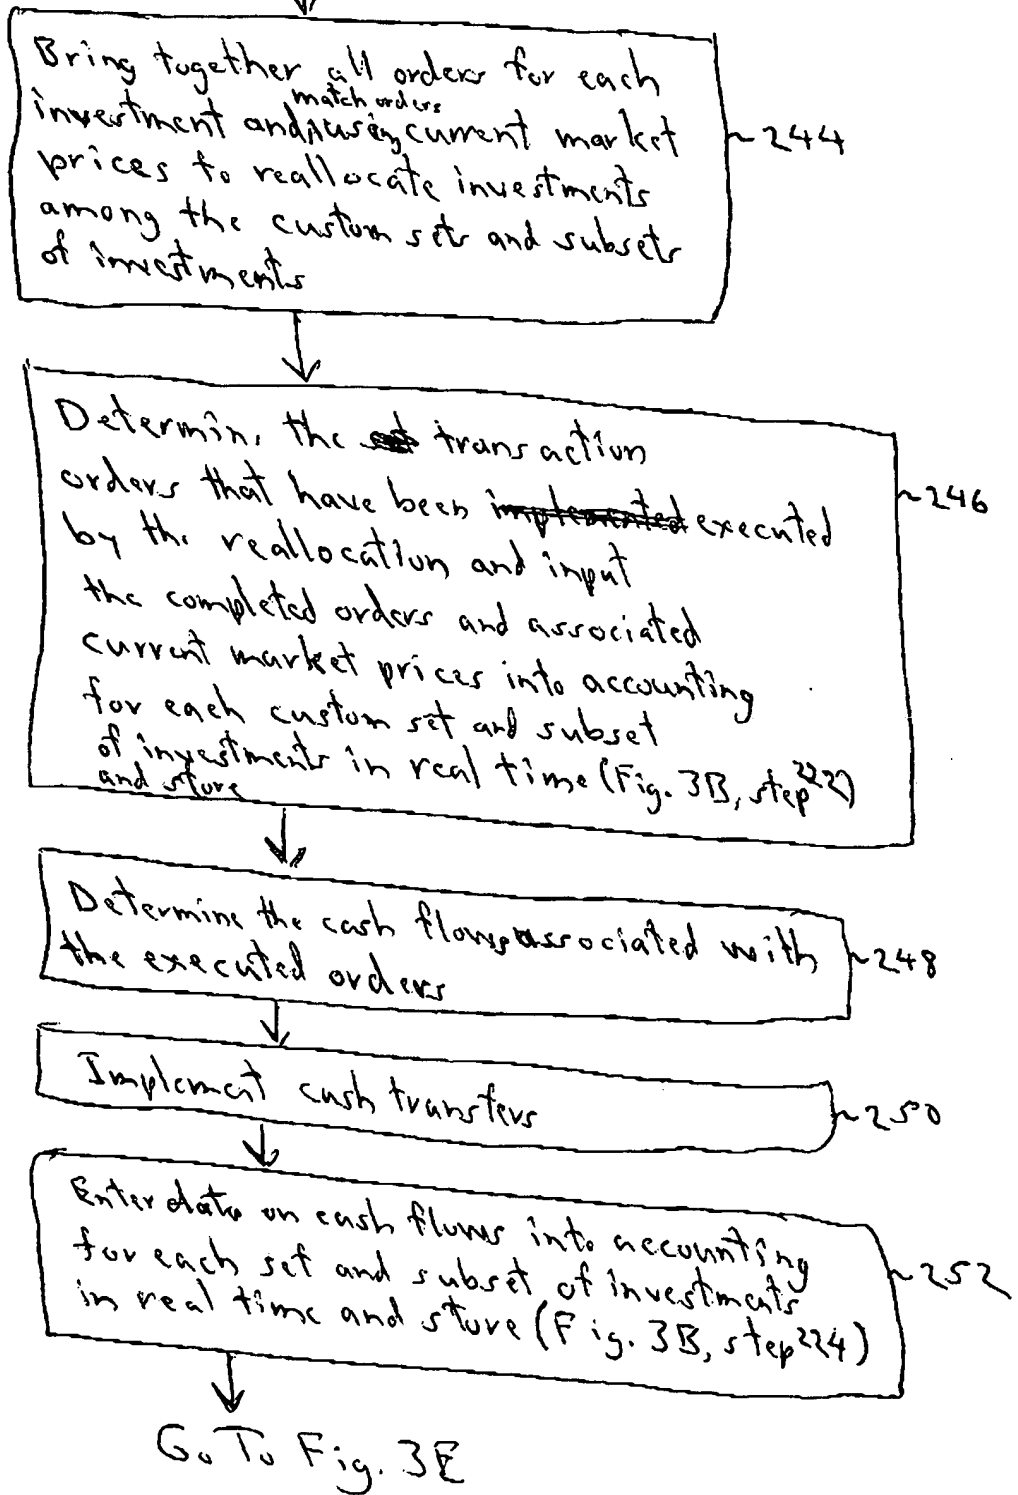 Bring together all orders for each
match orders
investment and using current market
prices to reallocate investments
among the custom sets and subsets
of investments
~244
Determine the transaction
orders that have been implemented executed
by the reallocation and input
the completed orders and associated
current market prices into accounting
for each custom set and subset
of investments in real time (Fig. 3B, step 222)
and store
~246
Determine the cash flows associated with
the executed orders
~248
Implement cash transfers
~250
Enter data on cash flows into accounting
for each set and subset of investments
in real time and store (Fig. 3B, step 224)
~252
Go To Fig. 3E